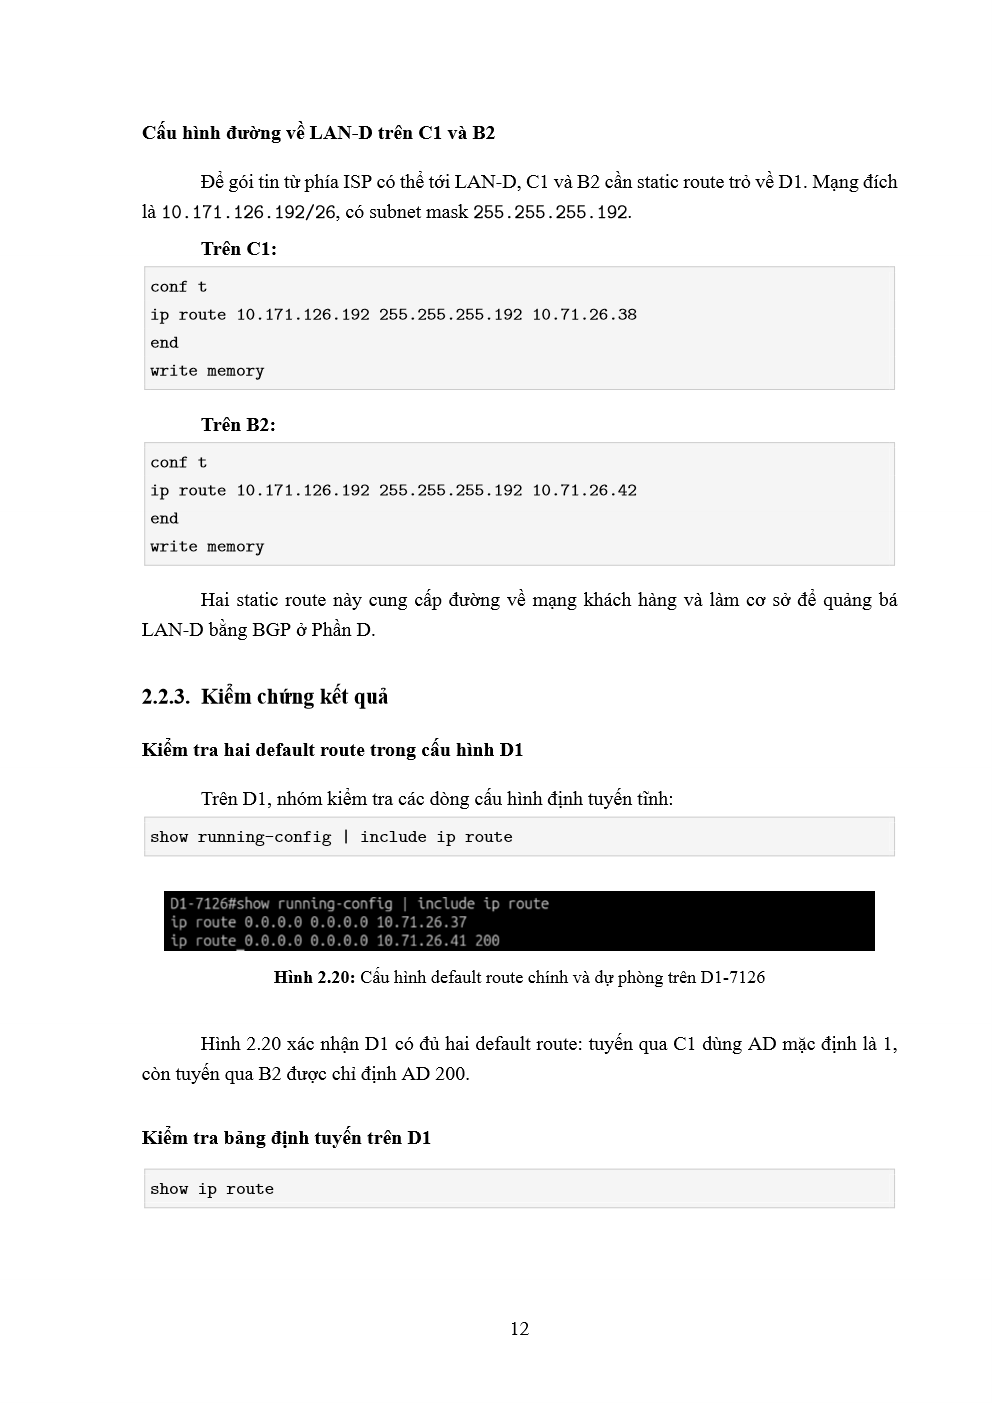 Cấu hình đường về LAN-D trên C1 và B2
Để gói tin từ phía ISP có thể tới LAN-D, C1 và B2 cần static route trỏ về D1. Mạng đích
là 10.171.126.192/26, có subnet mask 255.255.255.192.
Trên C1:
conf t
ip route 10.171.126.192 255.255.255.192 10.71.26.38
end
write memory
Trên B2:
conf t
ip route 10.171.126.192 255.255.255.192 10.71.26.42
end
write memory
Hai static route này cung cấp đường về mạng khách hàng và làm cơ sở để quảng bá
LAN-D bằng BGP ở Phần D.
2.2.3. Kiểm chứng kết quả
Kiểm tra hai default route trong cấu hình D1
Trên D1, nhóm kiểm tra các dòng cấu hình định tuyến tĩnh:
show running-config | include ip route
D1-7126#show running-config | include ip route
ip route 0.0.0.0 0.0.0.0 10.71.26.37
ip route 0.0.0.0 0.0.0.0 10.71.26.41 200
Hình 2.20: Cấu hình default route chính và dự phòng trên D1-7126
Hình 2.20 xác nhận D1 có đủ hai default route: tuyến qua C1 dùng AD mặc định là 1,
còn tuyến qua B2 được chỉ định AD 200.
Kiểm tra bảng định tuyến trên D1
show ip route
12